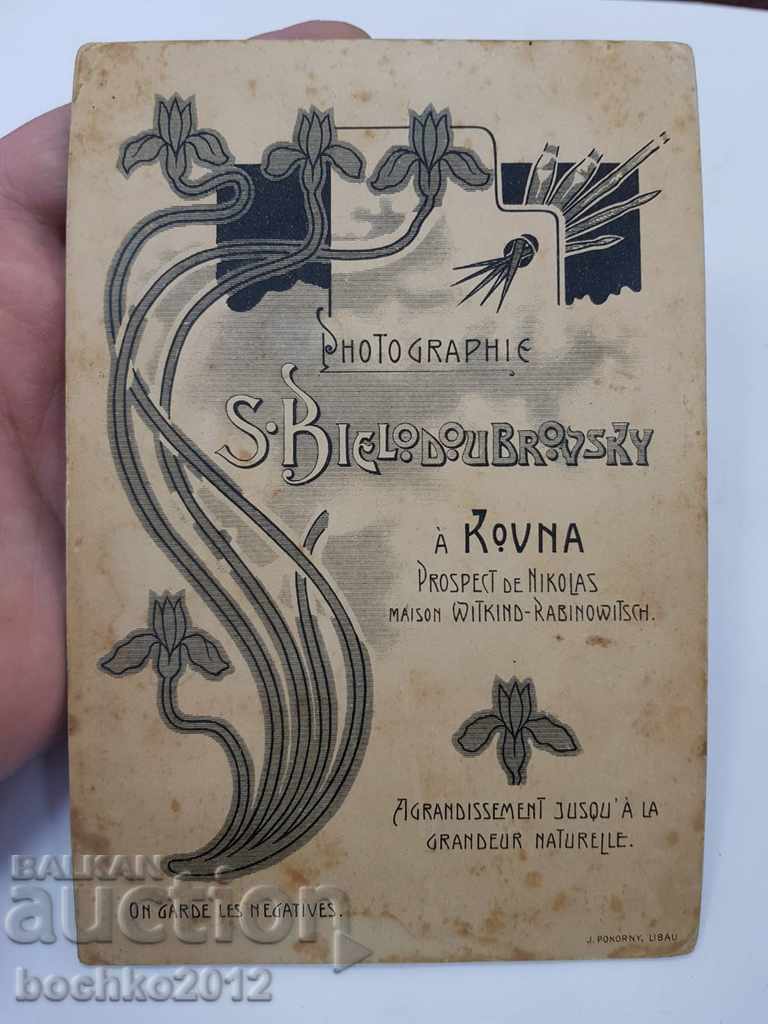 PHOTOGRAPHIE
S. BIELODOUBROVSKY
À KOVNA
PROSPECT DE NIKOLAS
MAISON WITKIND-RABINOWITSCH.
AGRANDISSEMENT JUSQU'À LA
GRANDEUR NATURELLE.
ON GARDE LES NEGATIVES.
J. POKORNY, LIBAU
BALKAN
auction
bochko2012